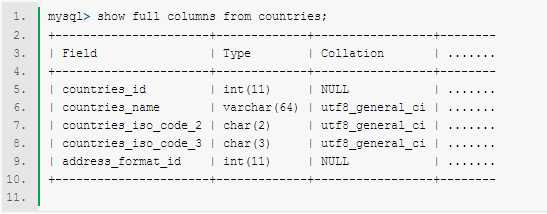 1. mysql> show full columns from countries;
2. +----------------------+-------------+-----------------+-------
3. | Field                | Type        | Collation       | .......
4. +----------------------+-------------+-----------------+-------
5. | countries_id         | int(11)     | NULL            | .......
6. | countries_name       | varchar(64) | utf8_general_ci | .......
7. | countries_iso_code_2 | char(2)     | utf8_general_ci | .......
8. | countries_iso_code_3 | char(3)     | utf8_general_ci | .......
9. | address_format_id    | int(11)     | NULL            | .......
10. +----------------------+-------------+-----------------+-------
11.